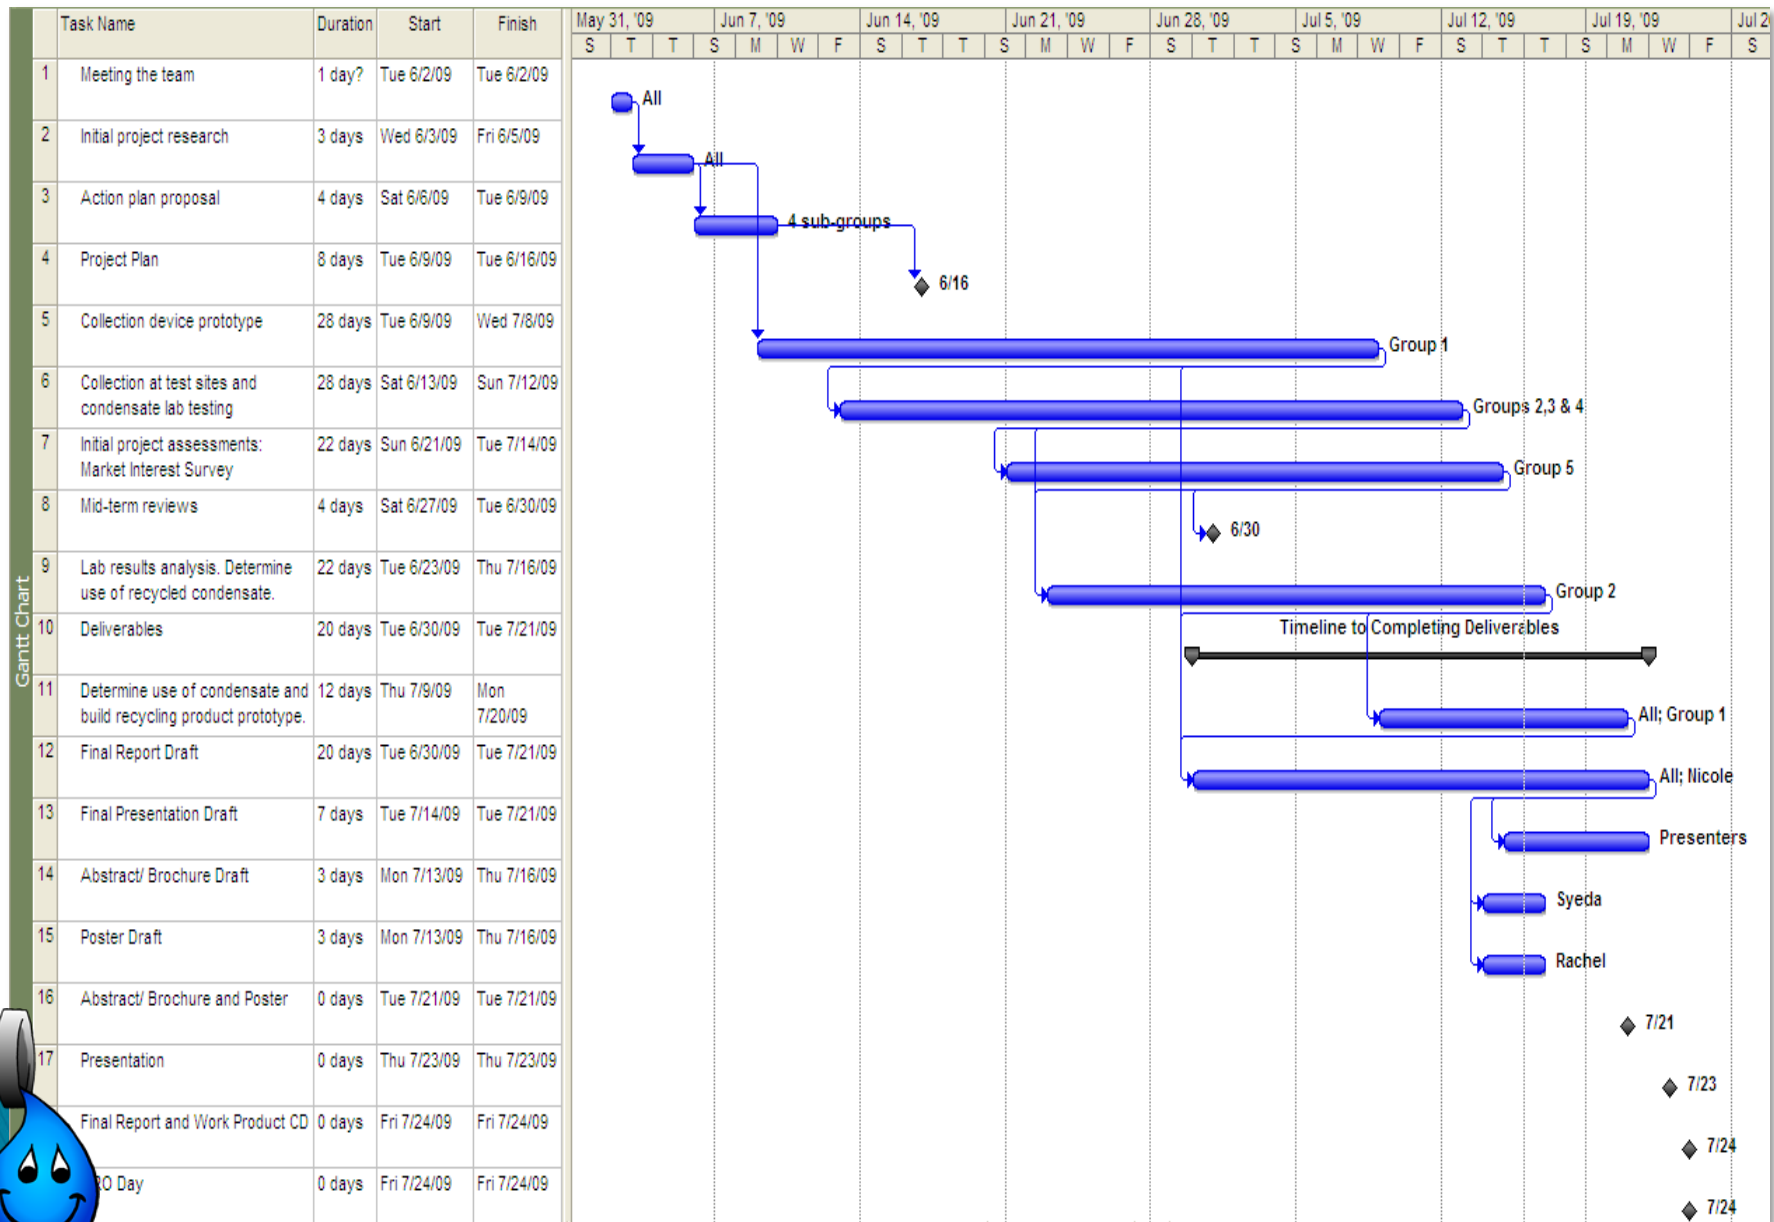 Gantt Chart
Task Name Duration Start Finish
May 31, '09 Jun 7, '09 Jun 14, '09 Jun 21, '09 Jun 28, '09 Jul 5, '09 Jul 12, '09 Jul 19, '09 Jul 2
S T T S M W F S T T S M W F S T T S M W F S T T S M W F S
1 Meeting the team 1 day? Tue 6/2/09 Tue 6/2/09
All
2 Initial project research 3 days Wed 6/3/09 Fri 6/5/09
All
3 Action plan proposal 4 days Sat 6/6/09 Tue 6/9/09
4 sub-groups
4 Project Plan 8 days Tue 6/9/09 Tue 6/16/09
6/16
5 Collection device prototype 28 days Tue 6/9/09 Wed 7/8/09
Group 1
6 Collection at test sites and 28 days Sat 6/13/09 Sun 7/12/09
condensate lab testing
Groups 2,3 & 4
7 Initial project assessments: 22 days Sun 6/21/09 Tue 7/14/09
Market Interest Survey
Group 5
8 Mid-term reviews 4 days Sat 6/27/09 Tue 6/30/09
6/30
9 Lab results analysis. Determine 22 days Tue 6/23/09 Thu 7/16/09
use of recycled condensate.
Group 2
10 Deliverables 20 days Tue 6/30/09 Tue 7/21/09
Timeline to Completing Deliverables
11 Determine use of condensate and 12 days Thu 7/9/09 Mon
build recycling product prototype. 7/20/09
All; Group 1
12 Final Report Draft 20 days Tue 6/30/09 Tue 7/21/09
All; Nicole
13 Final Presentation Draft 7 days Tue 7/14/09 Tue 7/21/09
Presenters
14 Abstract/ Brochure Draft 3 days Mon 7/13/09 Thu 7/16/09
Syeda
15 Poster Draft 3 days Mon 7/13/09 Thu 7/16/09
Rachel
16 Abstract/ Brochure and Poster 0 days Tue 7/21/09 Tue 7/21/09
7/21
17 Presentation 0 days Thu 7/23/09 Thu 7/23/09
7/23
Final Report and Work Product CD 0 days Fri 7/24/09 Fri 7/24/09
7/24
RO Day 0 days Fri 7/24/09 Fri 7/24/09
7/24